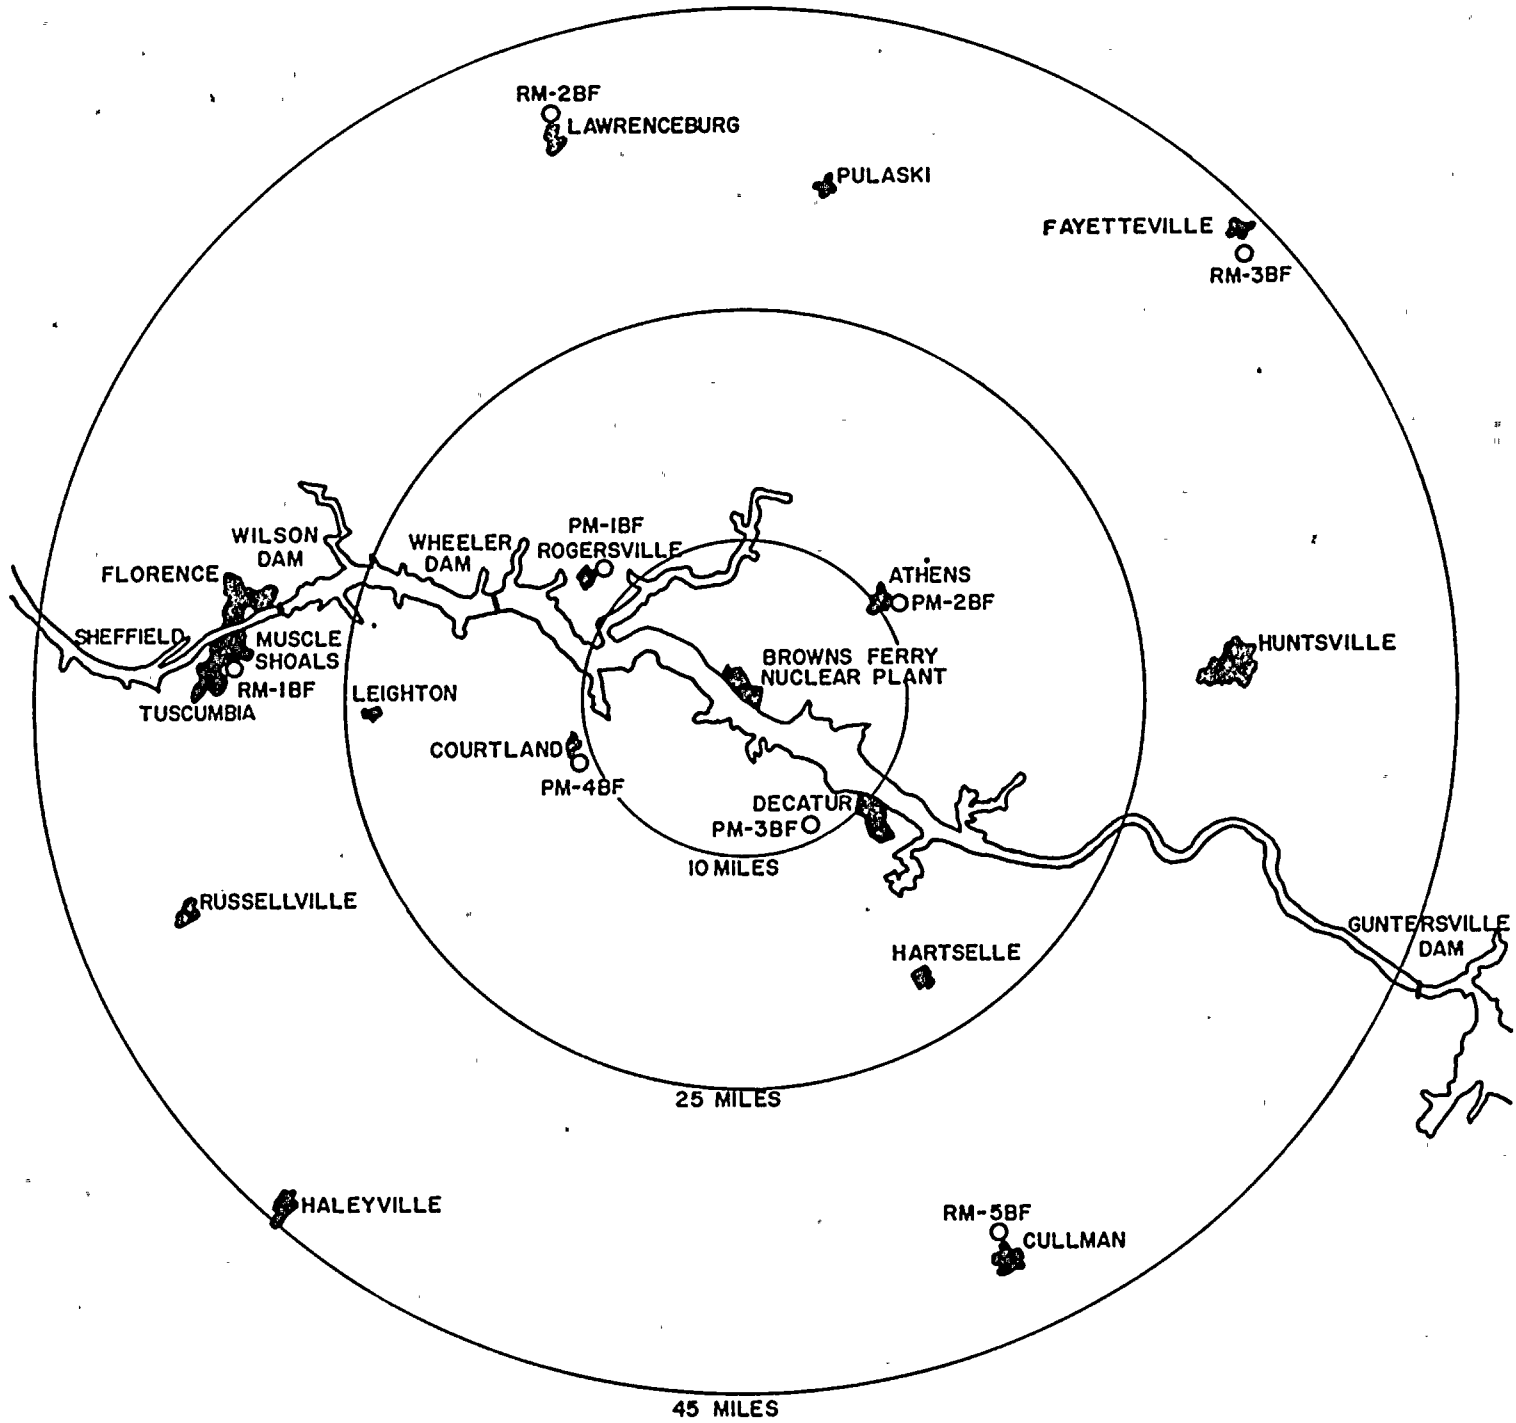 RM-2BF
LAWRENCEBURG
PULASKI
FAYETTEVILLE
RM-3BF
WILSON
DAM
WHEELER
DAM
PM-1BF
ROGERSVILLE
FLORENCE
ATHENS
PM-2BF
SHEFFIELD
MUSCLE
SHOALS
RM-1BF
TUSCUMBIA
LEIGHTON
BROWNS FERRY
NUCLEAR PLANT
HUNTSVILLE
COURTLAND
PM-4BF
DECATUR
PM-3BF
10 MILES
RUSSELLVILLE
GUNTERSVILLE
DAM
HARTSELLE
25 MILES
HALEYVILLE
RM-5BF
CULLMAN
45 MILES